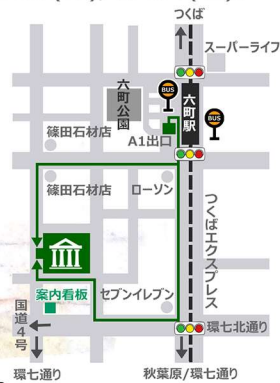 つくば
スーパーライフ
BUS
六町公園
六町駅
BUS
A1出口
篠田石材店
篠田石材店
ローソン
つくばエクスプレス
案内看板
セブンイレブン
国道4号
環七北通り
環七通り
秋葉原/環七通り